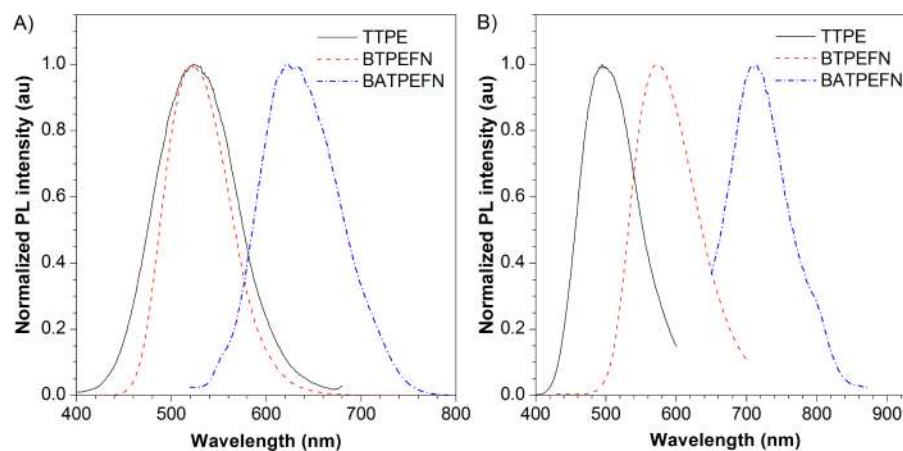 A)
TTPE
BTPEFN
BATPEFN
Normalized PL intensity (au)
1.0
0.8
0.6
0.4
0.2
0.0
400 500 600 700 800
Wavelength (nm)
B)
TTPE
BTPEFN
BATPEFN
Normalized PL intensity (au)
1.0
0.8
0.6
0.4
0.2
0.0
400 500 600 700 800 900
Wavelength (nm)